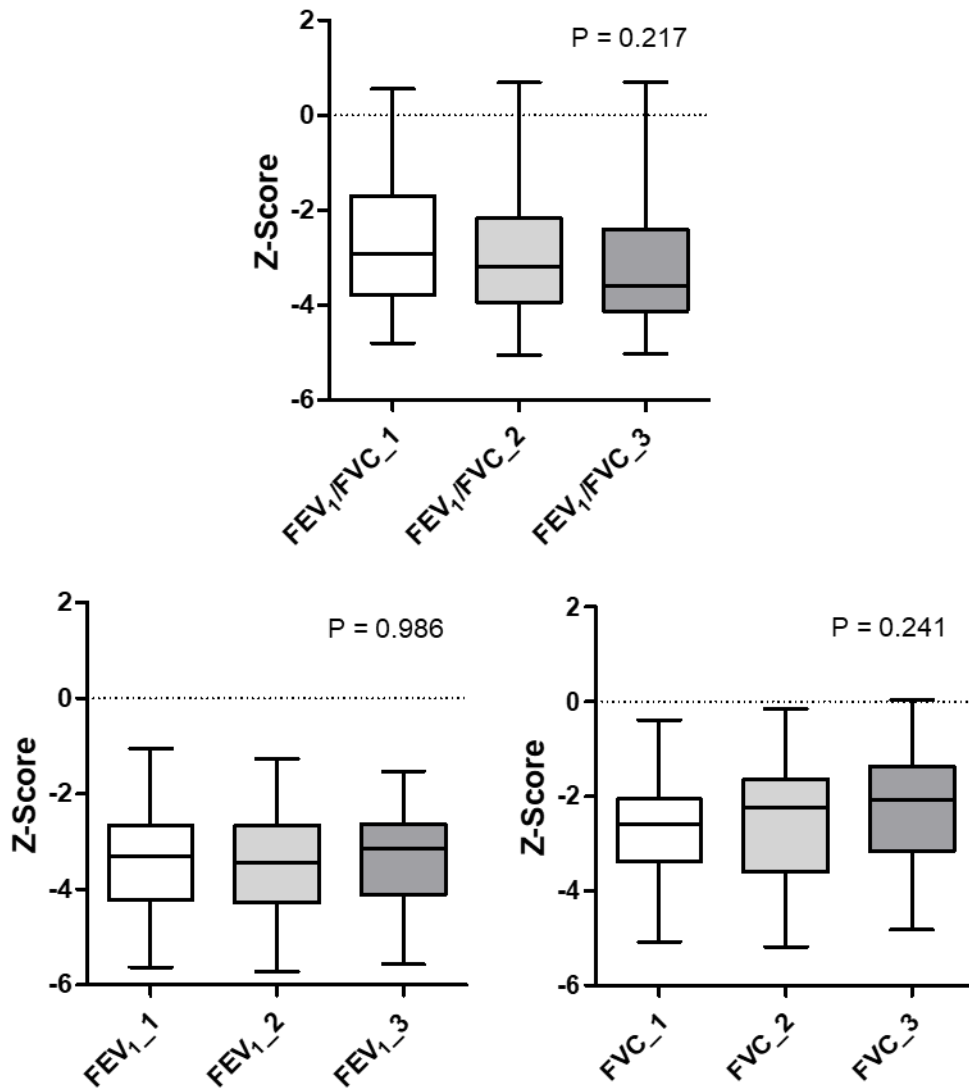 2
P = 0.217
0
-2
-4
-6
Z-Score
FEV₁/FVC_1
FEV₁/FVC_2
FEV₁/FVC_3
2
P = 0.986
0
-2
-4
-6
Z-Score
FEV₁_1
FEV₁_2
FEV₁_3
2
P = 0.241
0
-2
-4
-6
Z-Score
FVC_1
FVC_2
FVC_3